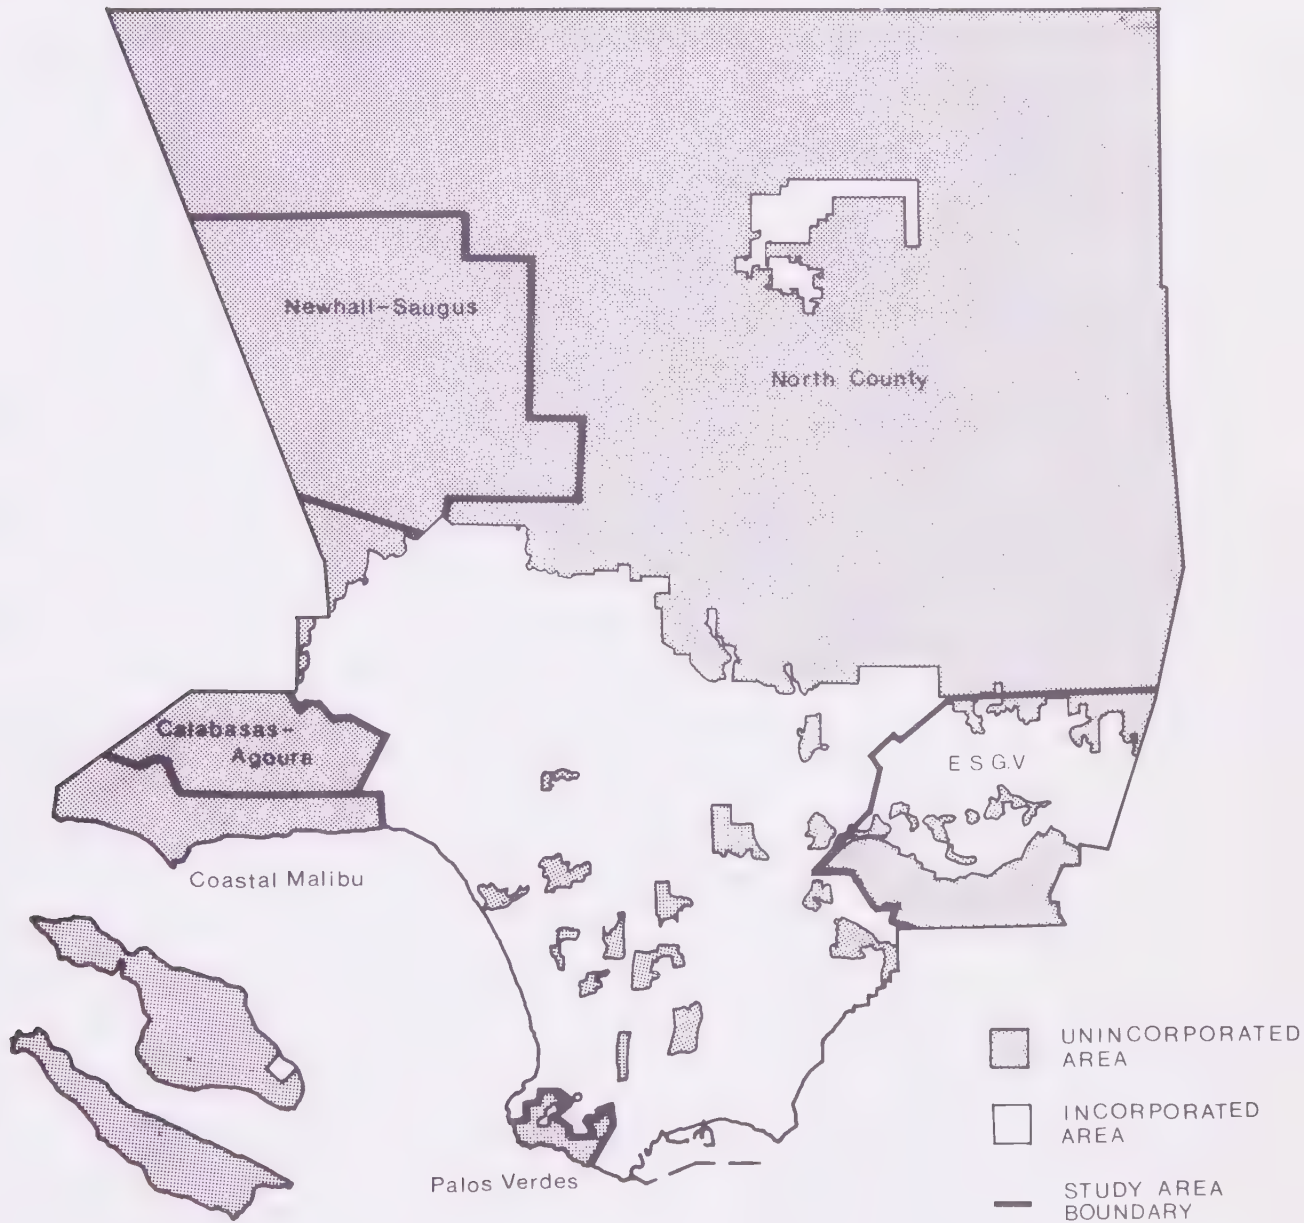 Newhall-Saugus
North County
Calabasas-
Agoura
E S G.V
Coastal Malibu
Palos Verdes
UNINCORPORATED
AREA
INCORPORATED
AREA
STUDY AREA
BOUNDARY